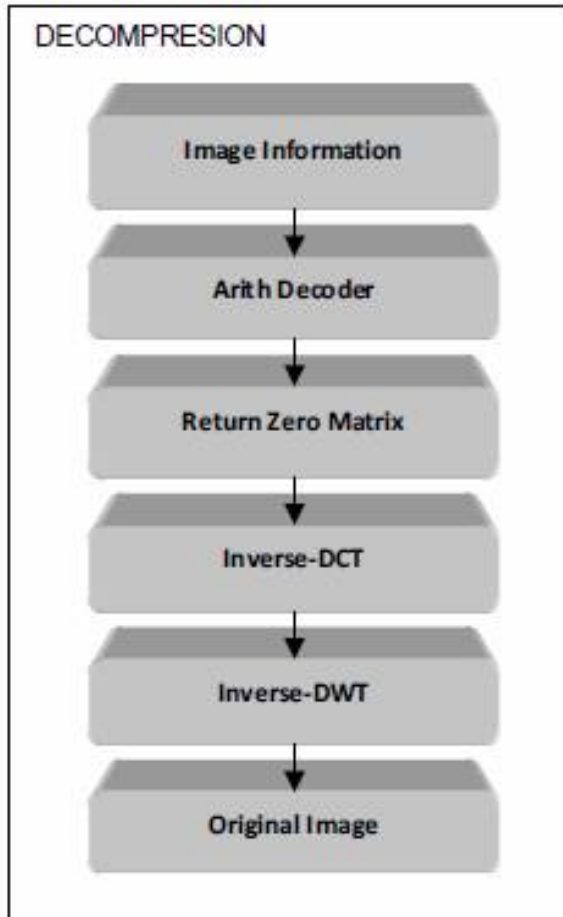 DECOMPRESION
Image Information
Arith Decoder
Return Zero Matrix
Inverse-DCT
Inverse-DWT
Original Image